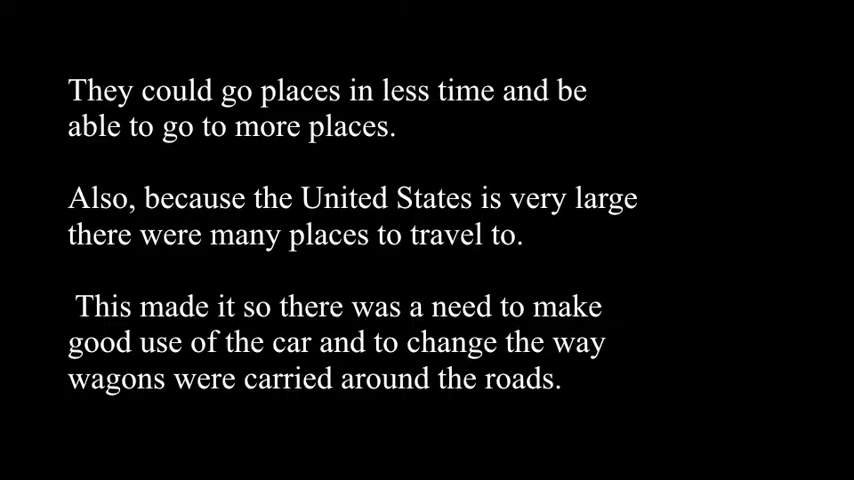 They could go places in less time and be
able to go to more places.
Also, because the United States is very large
there were many places to travel to.
This made it so there was a need to make
good use of the car and to change the way
wagons were carried around the roads.